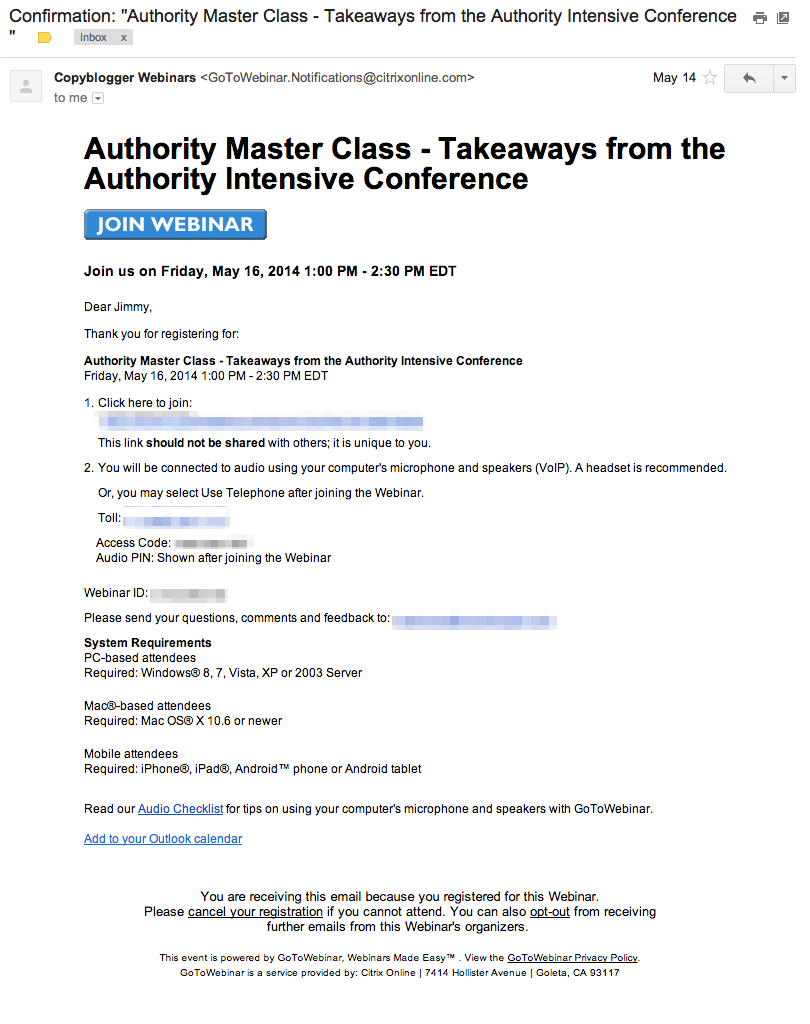 Confirmation: "Authority Master Class - Takeaways from the Authority Intensive Conference
"
Inbox x
Copyblogger Webinars <GoToWebinar.Notifications@citrixonline.com>
May 14
to me
Authority Master Class - Takeaways from the
Authority Intensive Conference
JOIN WEBINAR
Join us on Friday, May 16, 2014 1:00 PM - 2:30 PM EDT
Dear Jimmy,
Thank you for registering for:
Authority Master Class - Takeaways from the Authority Intensive Conference
Friday, May 16, 2014 1:00 PM - 2:30 PM EDT
1. Click here to join:
This link should not be shared with others; it is unique to you.
2. You will be connected to audio using your computer's microphone and speakers (VoIP). A headset is recommended.
Or, you may select Use Telephone after joining the Webinar.
Toll:
Access Code:
Audio PIN: Shown after joining the Webinar
Webinar ID:
Please send your questions, comments and feedback to:
System Requirements
PC-based attendees
Required: Windows® 8, 7, Vista, XP or 2003 Server
Mac®-based attendees
Required: Mac OS® X 10.6 or newer
Mobile attendees
Required: iPhone®, iPad®, Android™ phone or Android tablet
Read our Audio Checklist for tips on using your computer's microphone and speakers with GoToWebinar.
Add to your Outlook calendar
You are receiving this email because you registered for this Webinar.
Please cancel your registration if you cannot attend. You can also opt-out from receiving
further emails from this Webinar's organizers.
This event is powered by GoToWebinar, Webinars Made Easy™ . View the GoToWebinar Privacy Policy.
GoToWebinar is a service provided by: Citrix Online | 7414 Hollister Avenue | Goleta, CA 93117